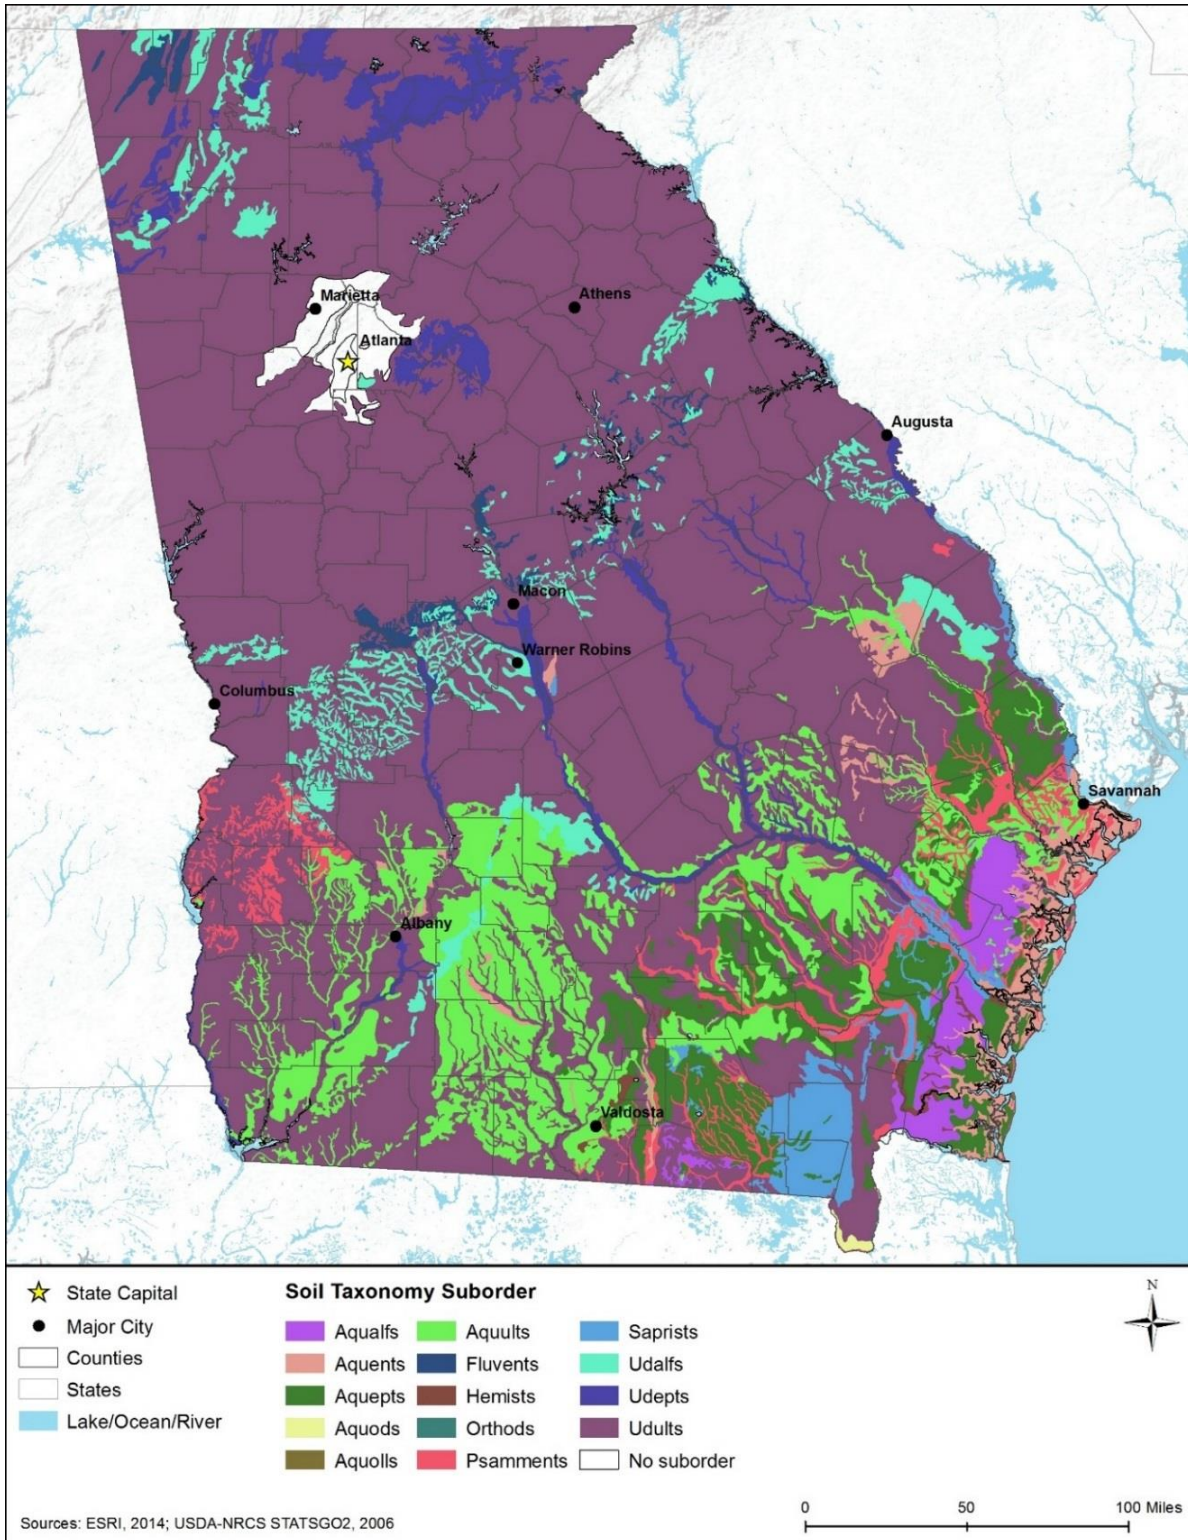 Marietta
Athens
Atlanta
Augusta
Macon
Warner Robins
Columbus
Savannah
Albany
Valdosta
State Capital
Major City
Counties
States
Lake/Ocean/River
Soil Taxonomy Suborder
Aqualfs
Aquents
Aquepts
Aquods
Aquolls
Aquults
Fluvents
Hemists
Orthods
Psamments
Saprists
Udalfs
Udepts
Udults
No suborder
N
0 50 100 Miles
Sources: ESRI, 2014; USDA-NRCS STATSGO2, 2006